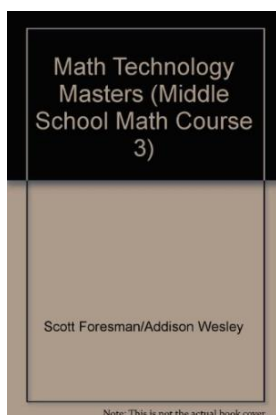 Math Technology
Masters (Middle
School Math Course
3)
Scott Foresman/Addison Wesley
Note: This is not the actual book cover